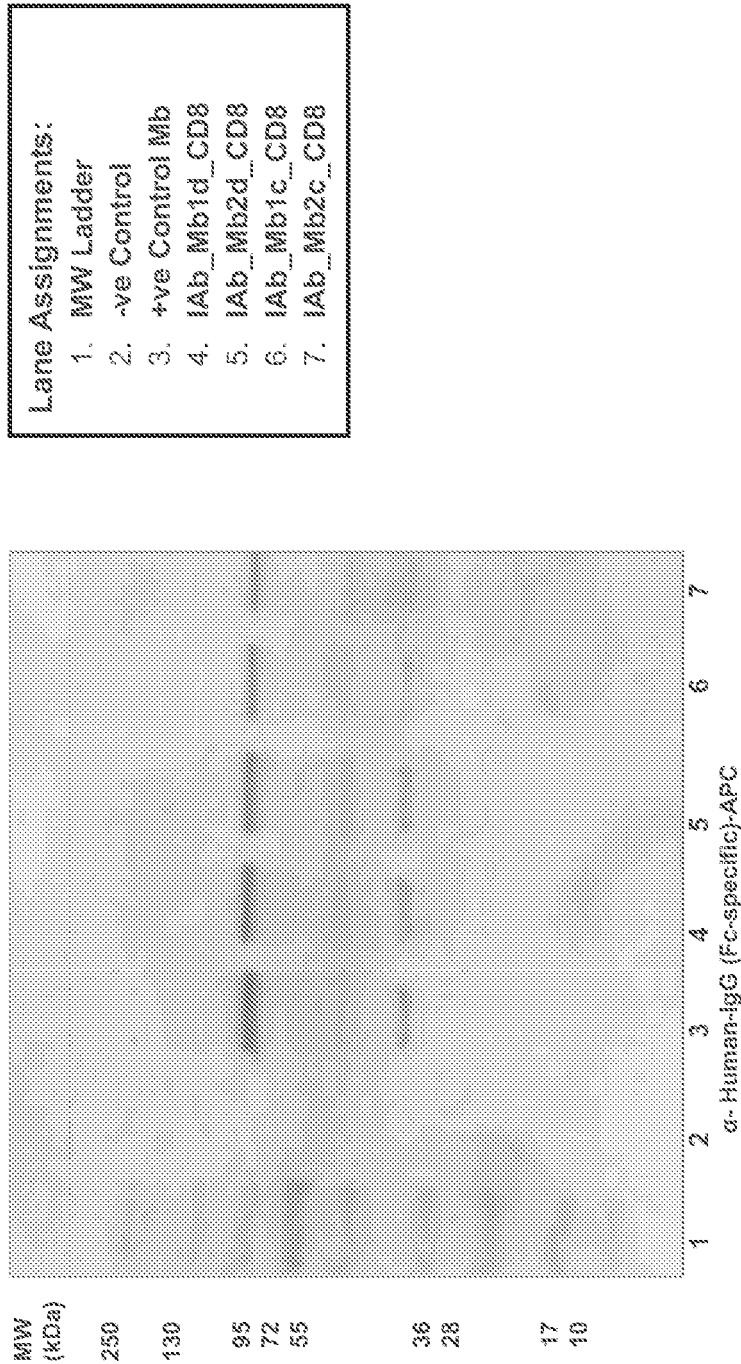 MW
(kDa)
250
130
95
72
55
36
28
17
10
1 2 3 4 5 6 7
α- Human-IgG (Fc-specific)-APC
Lane Assignments:
1. MW Ladder
2. -ve Control
3. +ve Control Mb
4. IAb_Mb1d_CD8
5. IAb_Mb2d_CD8
6. IAb_Mb1c_CD8
7. IAb_Mb2c_CD8